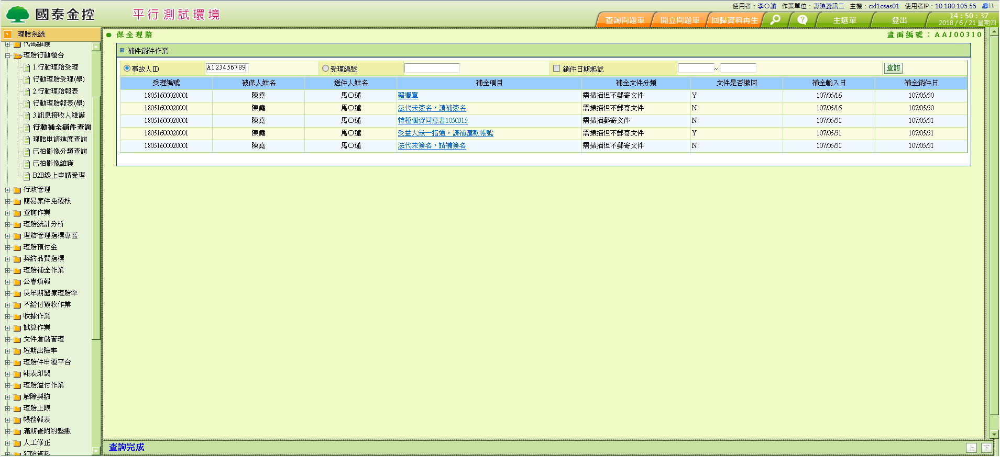 使用者：李○諭 作業單位：壽險資訊二 主機：cxl1csas01 使用者IP：10.180.105.55 11
國泰金控 平行測試環境
查詢問題單 開立問題單 回歸資料再生 ? 主選單 登出 14：50：37
2018 / 6 / 21 星期四
理賠系統
保全理賠 畫面編號：AAJ00310
代碼維護
理賠行動櫃台
1.行動理賠受理
行動理賠受理(學)
2.行動理賠報表
行動理賠報表(學)
3.訊息接收人維護
行動補全銷件查詢
理賠申請進度查詢
已拍影像分類查詢
已拍影像維護
B2B線上申請受理
行政管理
簡易案件免覆核
查詢作業
理賠統計分析
理賠管理指標專區
理賠預付金
契約品質指標
理賠補全作業
公會填報
長年期醫療理賠率
不給付簽收作業
收據作業
試算作業
文件倉儲管理
短期出險率
理賠件申覆平台
報表印製
理賠溢付作業
解除契約
理賠上限
帳務報表
滿期後附約墊繳
人工修正
犯防資料
補件銷件作業
事故人ID A123456789 受理編號 銷件日期起訖 ~ 查詢
受理編號 被保人姓名 送件人姓名 補全項目 補全文件分類 文件是否繳回 補全輸入日 補全銷件日
18051600020001 陳堯 馬○蓮 醫囑單 需掃描但不郵寄文件 Y 107/05/16 107/05/30
18051600020001 陳堯 馬○蓮 法代未簽名，請補簽名 需掃描但不郵寄文件 N 107/05/16 107/05/30
18051600020001 陳堯 馬○蓮 特種個資同意書1050315 需掃描郵寄文件 N 107/05/31 107/05/31
18051600020001 陳堯 馬○蓮 受益人無一指通，請補匯款帳號 需掃描但不郵寄文件 Y 107/05/31 107/05/31
18051600020001 陳堯 馬○蓮 法代未簽名，請補簽名 需掃描但不郵寄文件 N 107/05/31 107/05/31
查詢完成 上 下